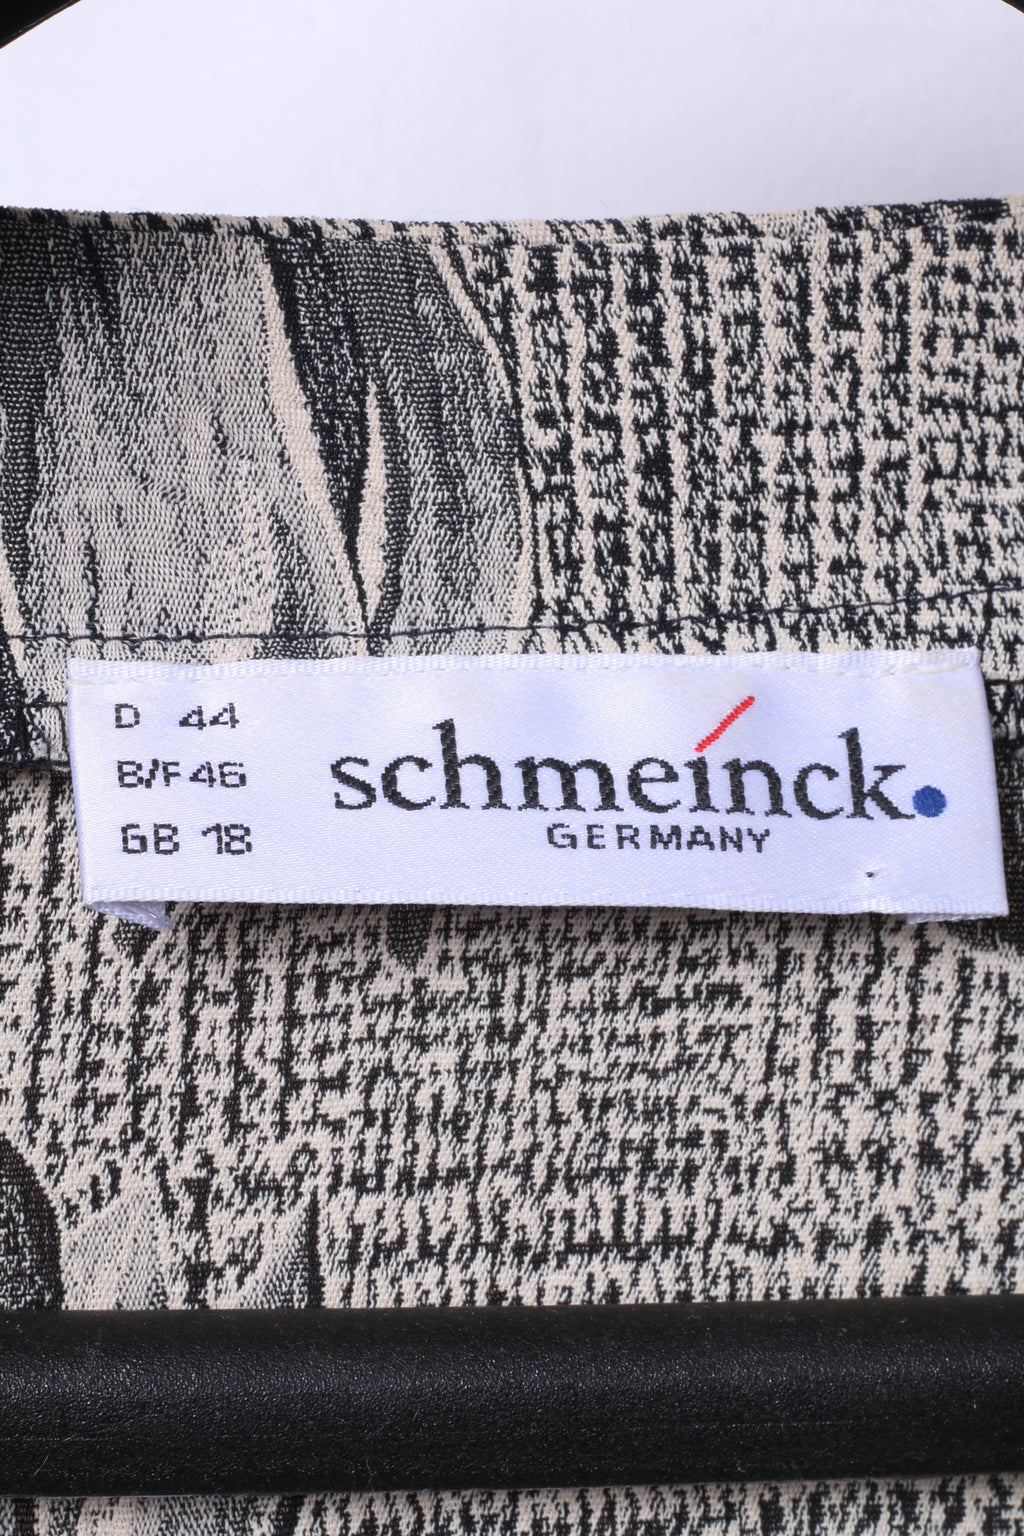 D 44
B/F 46
GB 18
schmeinck.
GERMANY